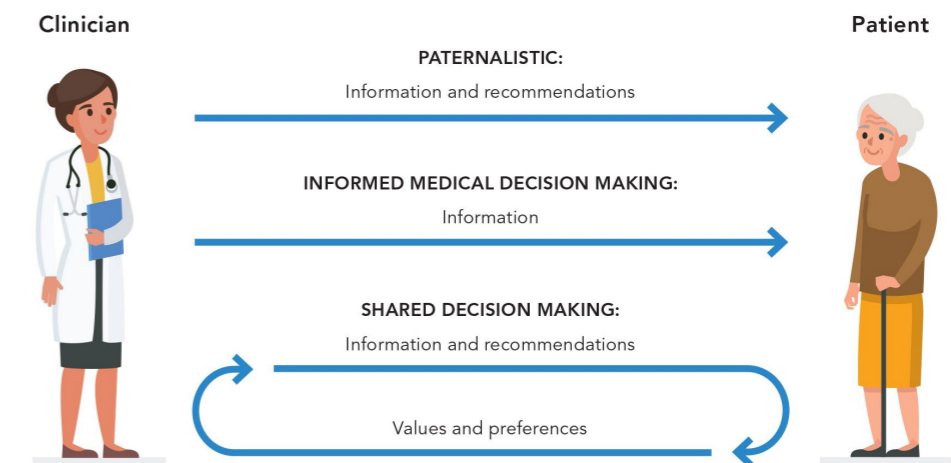 Clinician
Patient
PATERNALISTIC:
Information and recommendations
INFORMED MEDICAL DECISION MAKING:
Information
SHARED DECISION MAKING:
Information and recommendations
Values and preferences